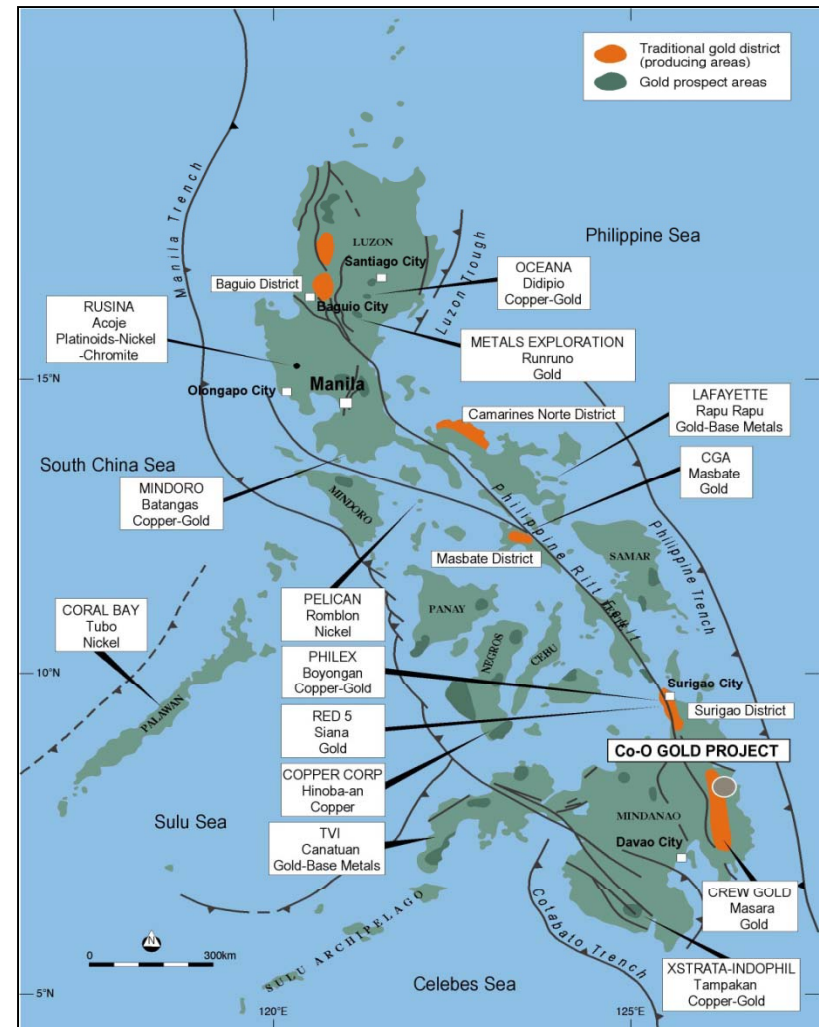 Traditional gold district
(producing areas)
Gold prospect areas
Manila Trench
LUZON
Santiago City
Luzon Trough
Philippine Sea
OCEANA
Didipio
Copper-Gold
Baguio District
Baguio City
RUSINA
Acoje
Platinoids-Nickel
-Chromite
METALS EXPLORATION
Runruno
Gold
15°N
Olongapo City
Manila
LAFAYETTE
Rapu Rapu
Gold-Base Metals
Camarines Norte District
South China Sea
CGA
Masbate
Gold
MINDORO
Batangas
Copper-Gold
MINDORO
Philippine Rift
Philippine Trench
Masbate District
SAMAR
CORAL BAY
Tubo
Nickel
PELICAN
Romblon
Nickel
PANAY
NEGROS
CEBU
PHILEX
Boyongan
Copper-Gold
10°N
PALAWAN
Surigao City
Surigao District
RED 5
Siana
Gold
Co-O GOLD PROJECT
COPPER CORP
Hinoba-an
Copper
Sulu Sea
MINDANAO
TVI
Canatuan
Gold-Base Metals
Davao City
CREW GOLD
Masara
Gold
SULU ARCHIPELAGO
Cotabato Trench
N
0
300km
XSTRATA-INDOPHIL
Tampakan
Copper-Gold
Celebes Sea
5°N
120°E
125°E